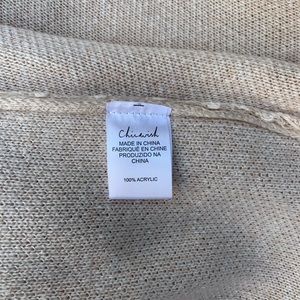 Chicwish
MADE IN CHINA
FABRIQUÉ EN CHINE
PRODUZIDO NA
CHINA
100% ACRYLIC